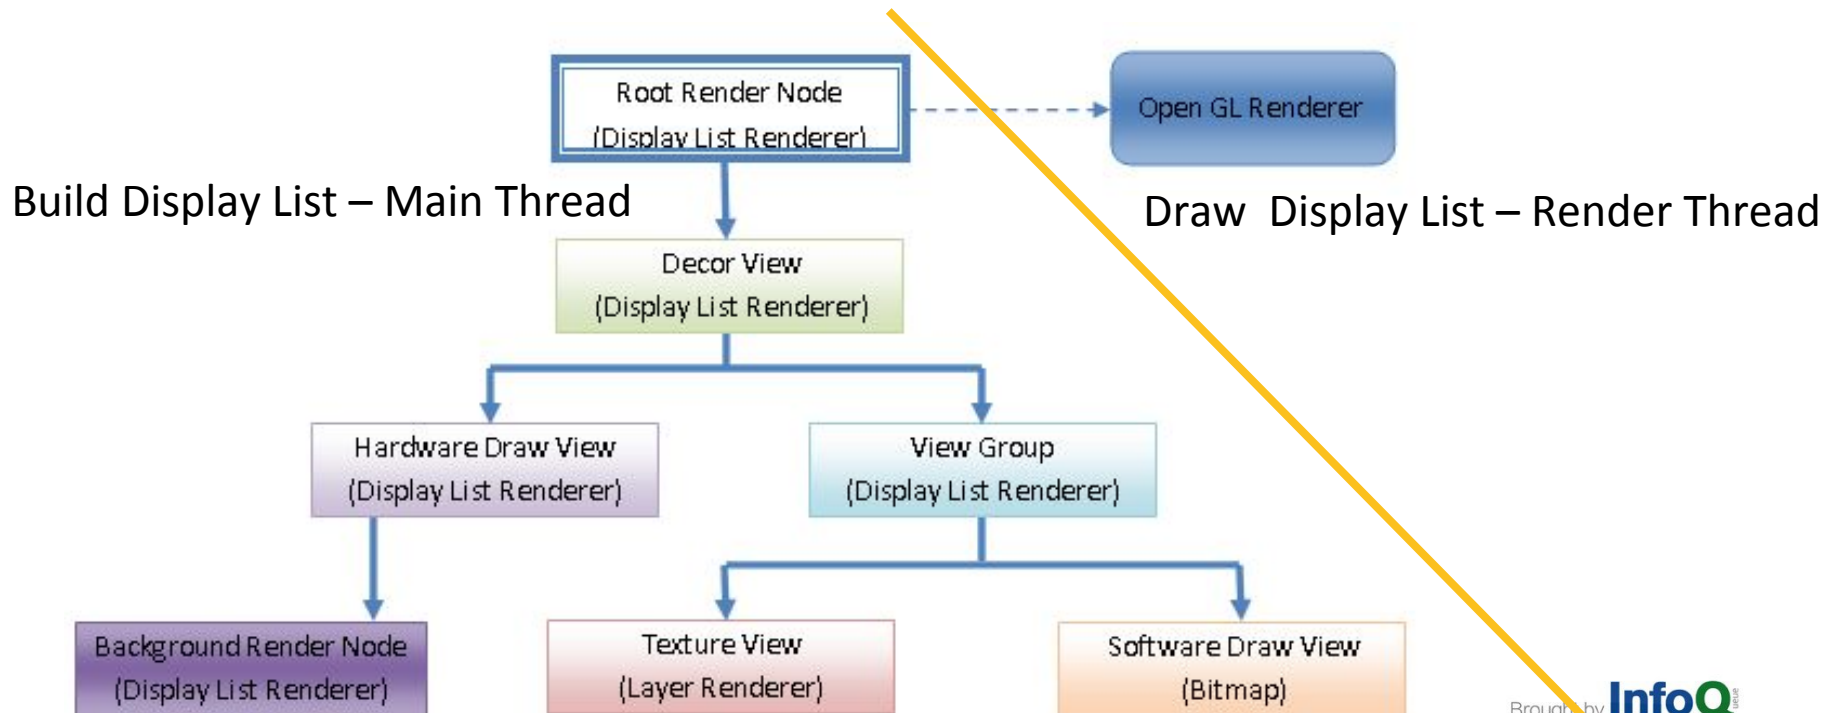 Root Render Node
(Display List Renderer)
Open GL Renderer
Build Display List – Main Thread
Draw Display List – Render Thread
Decor View
(Display List Renderer)
Hardware Draw View
(Display List Renderer)
View Group
(Display List Renderer)
Background Render Node
(Display List Renderer)
Texture View
(Layer Renderer)
Software Draw View
(Bitmap)
Brought by InfoQ